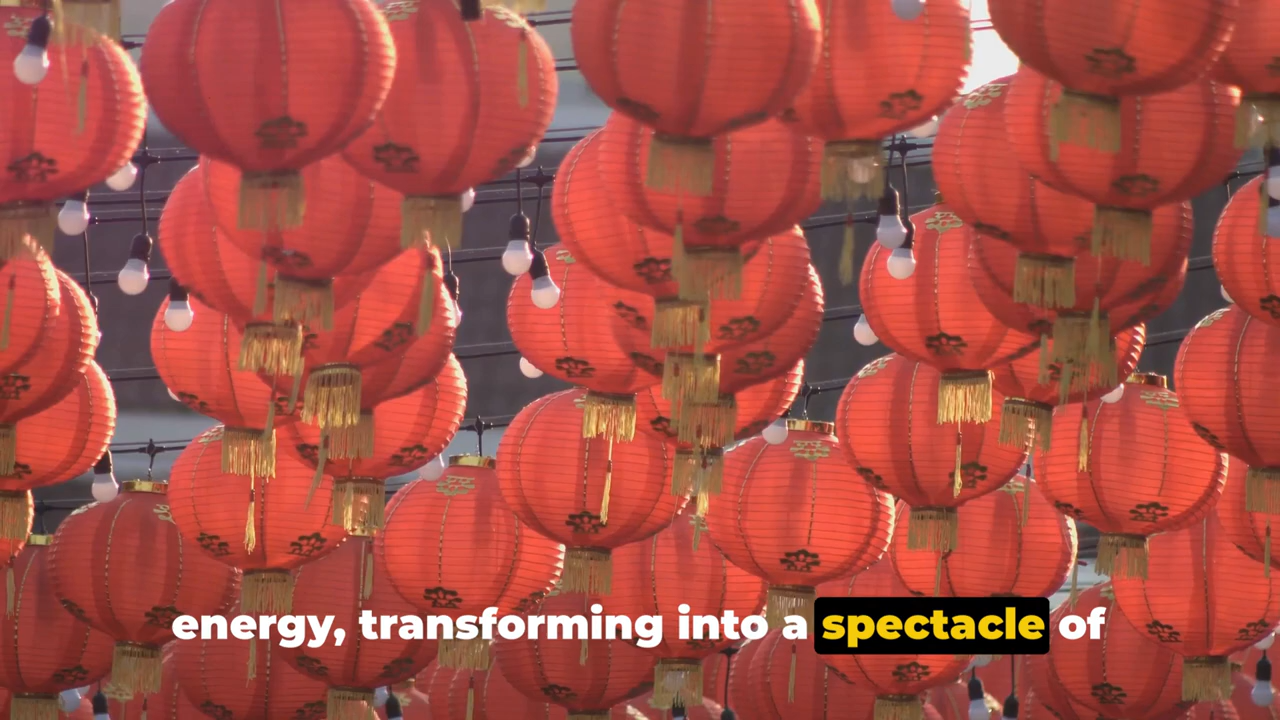 energy, transforming into a spectacle of